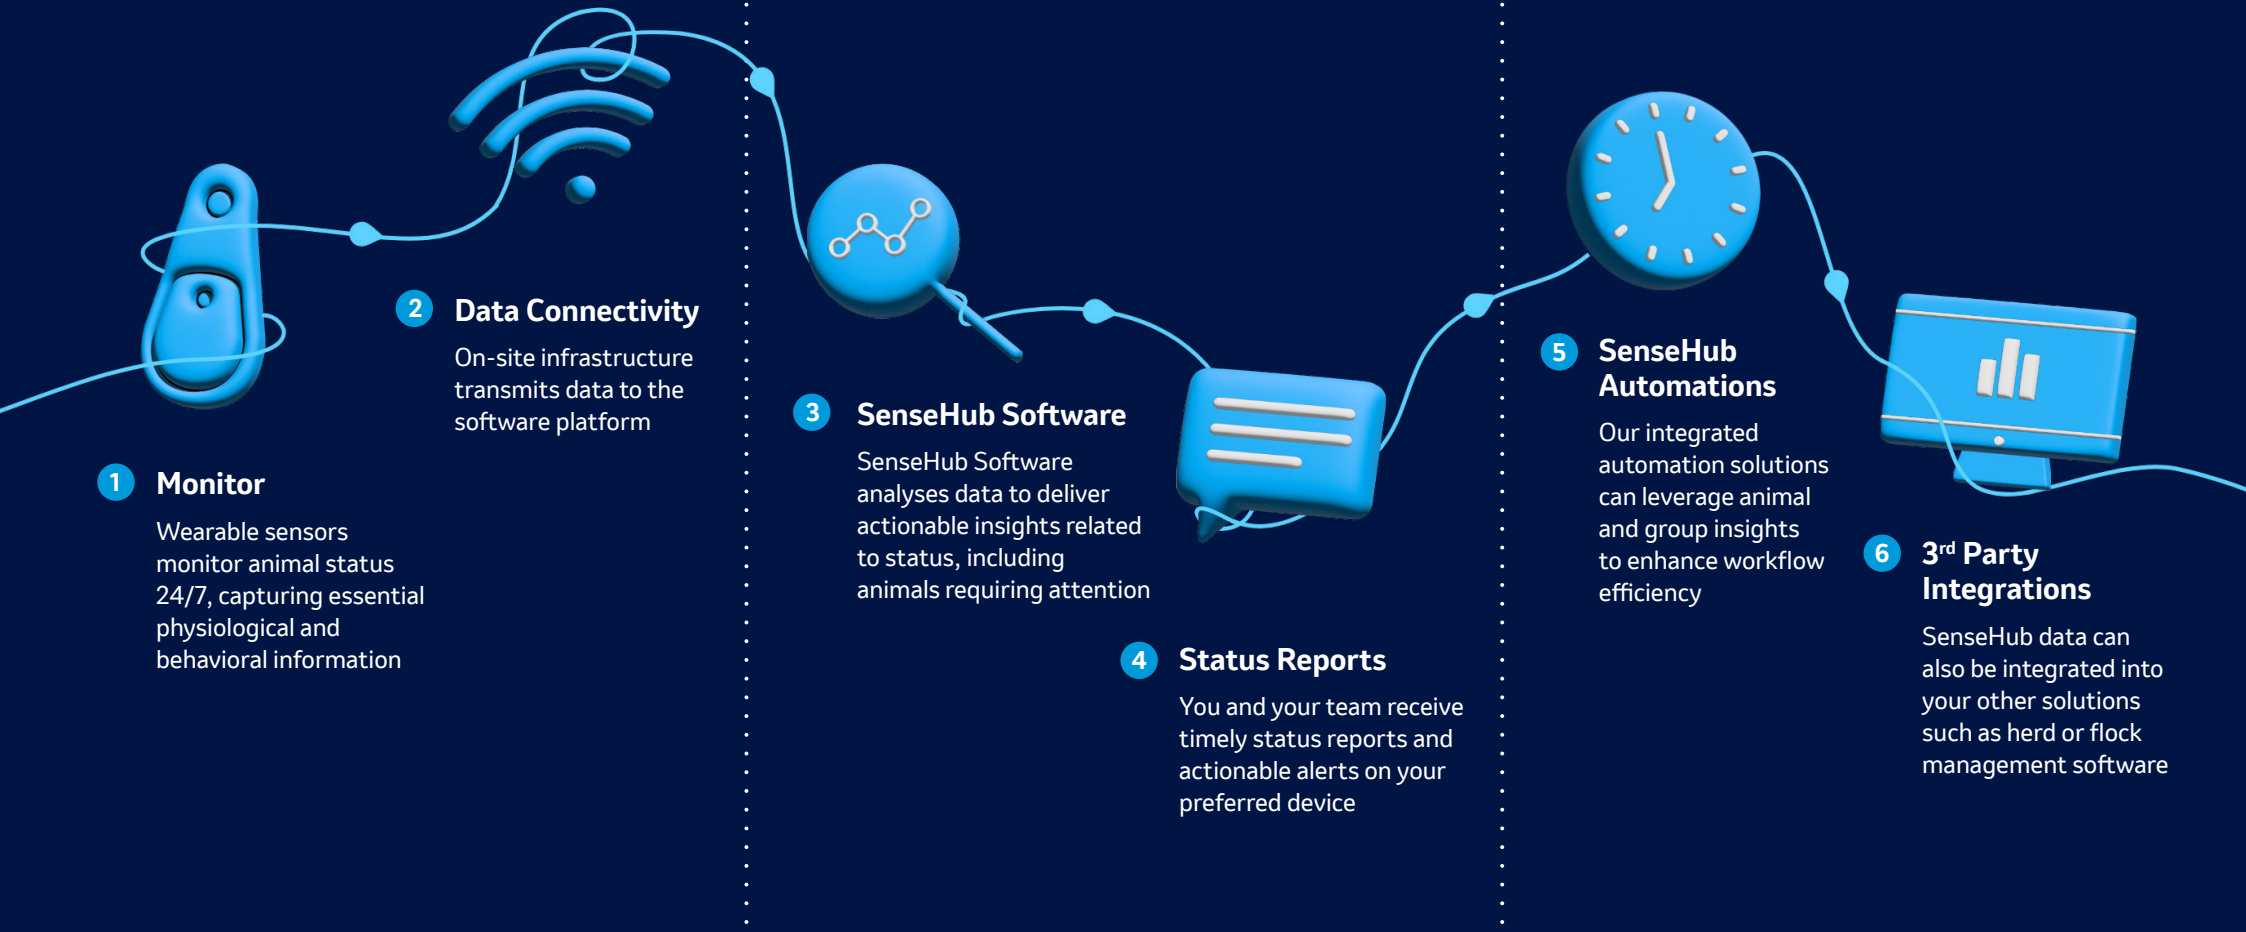 1 Monitor
Wearable sensors
monitor animal status
24/7, capturing essential
physiological and
behavioral information
2 Data Connectivity
On-site infrastructure
transmits data to the
software platform
3 SenseHub Software
SenseHub Software
analyses data to deliver
actionable insights related
to status, including
animals requiring attention
4 Status Reports
You and your team receive
timely status reports and
actionable alerts on your
preferred device
5 SenseHub
Automations
Our integrated
automation solutions
can leverage animal
and group insights
to enhance workflow
efficiency
6 3rd Party
Integrations
SenseHub data can
also be integrated into
your other solutions
such as herd or flock
management software